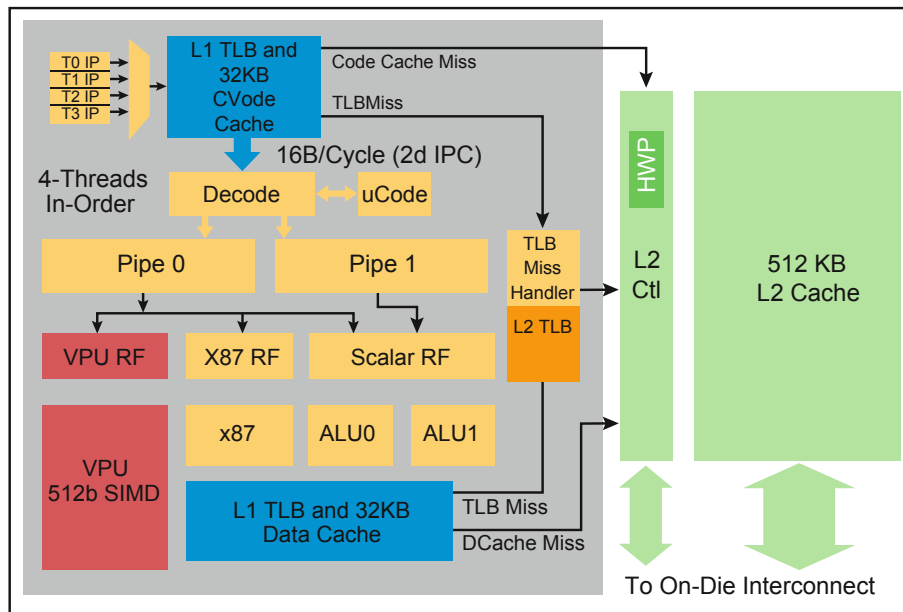 T0 IP
T1 IP
T2 IP
T3 IP
L1 TLB and
32KB
CVode
Cache
Code Cache Miss
TLBMiss
16B/Cycle (2d IPC)
4-Threads
In-Order
Decode
uCode
Pipe 0
Pipe 1
TLB
Miss
Handler
L2 TLB
HWP
L2
Ctl
512 KB
L2 Cache
VPU RF
X87 RF
Scalar RF
VPU
512b SIMD
x87
ALU0
ALU1
L1 TLB and 32KB
Data Cache
TLB Miss
DCache Miss
To On-Die Interconnect